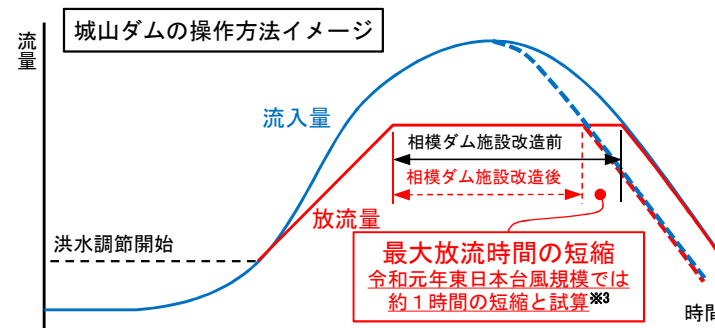 城山ダムの操作方法イメージ
流量
流入量
相模ダム施設改造前
相模ダム施設改造後
放流量
洪水調節開始
最大放流時間の短縮
令和元年東日本台風規模では
約1時間の短縮と試算※3
時間